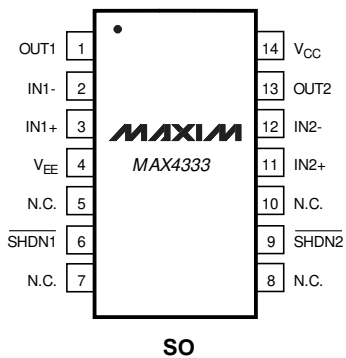 OUT1 1 14 VCC
IN1- 2 13 OUT2
IN1+ 3 12 IN2-
VEE 4 11 IN2+
N.C. 5 10 N.C.
SHDN1 6 9 SHDN2
N.C. 7 8 N.C.
MAXIM
MAX4333
SO